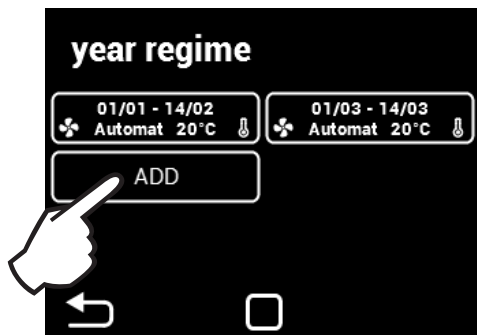 year regime
01/01 - 14/02
Automat 20°C
01/03 - 14/03
Automat 20°C
ADD